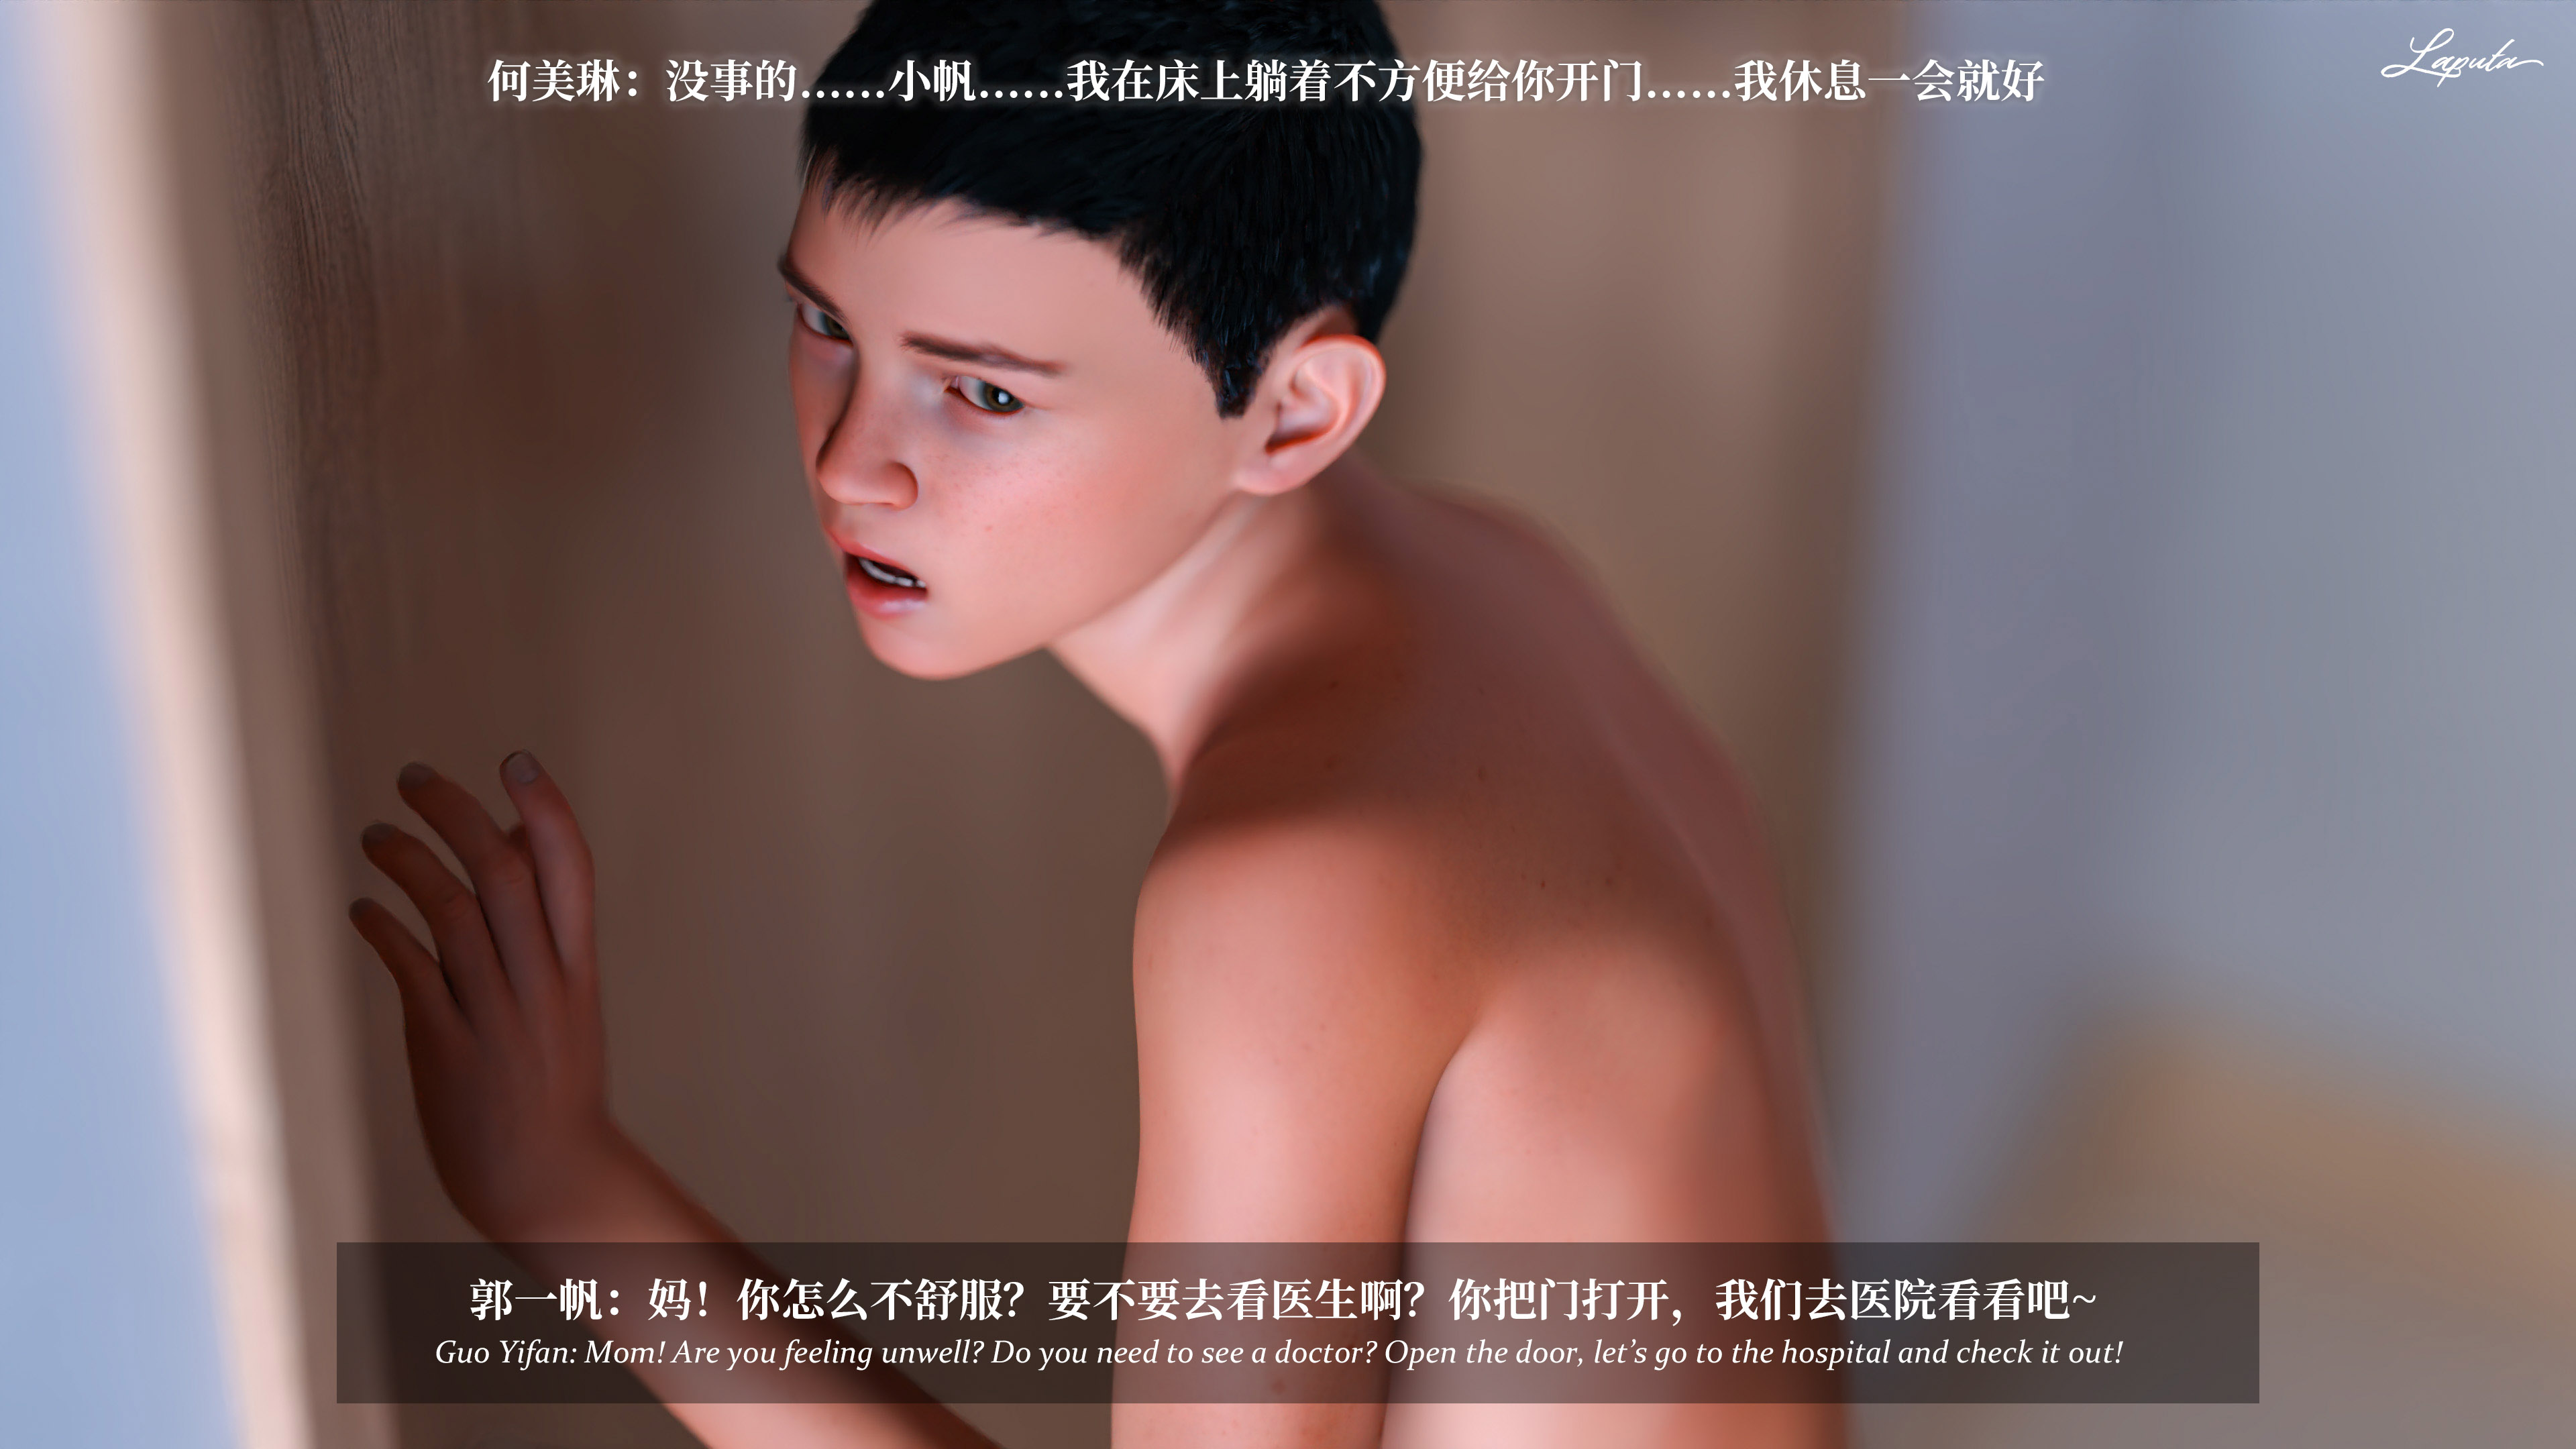 Laputa
何美琳：没事的……小帆……我在床上躺着不方便给你开门……我休息一会就好
郭一帆：妈！你怎么不舒服？要不要去看医生啊？你把门打开，我们去医院看看吧~
Guo Yifan: Mom! Are you feeling unwell? Do you need to see a doctor? Open the door, let’s go to the hospital and check it out!